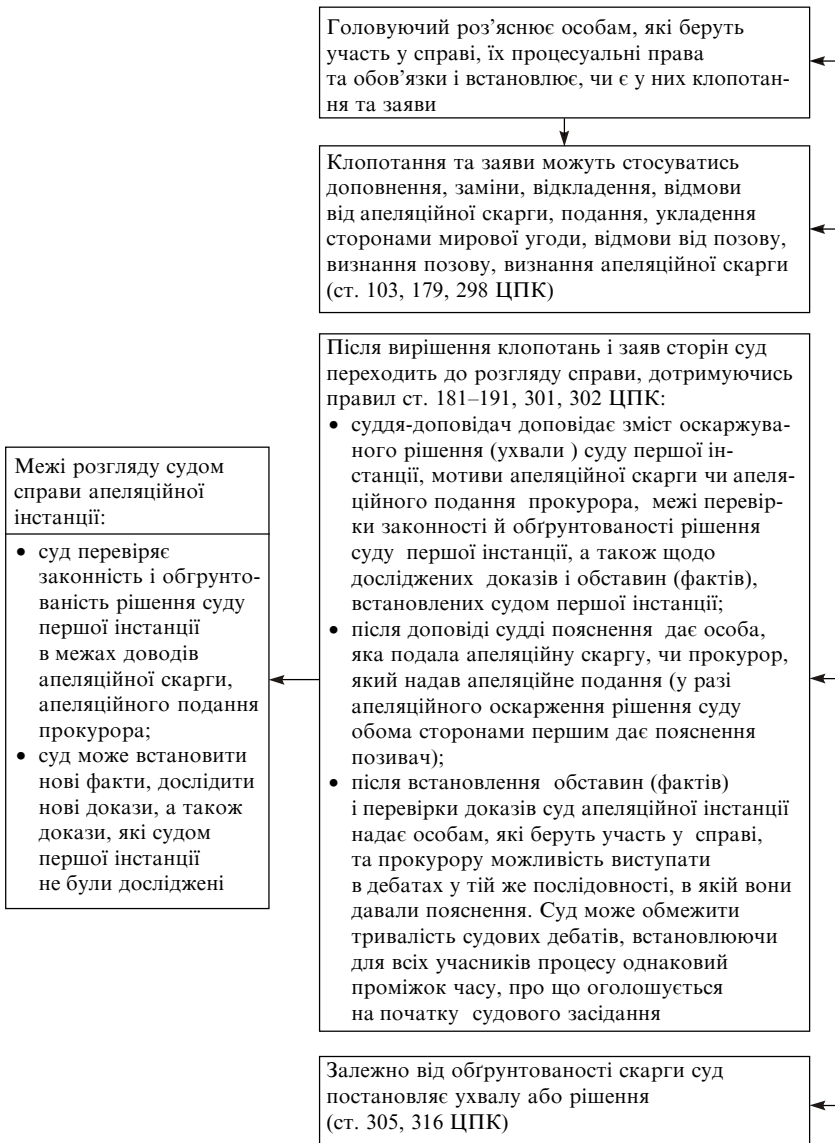 Головуючий роз’яснює особам, які беруть
участь у справі, їх процесуальні права
та обов’язки і встановлює, чи є у них клопотан-
ня та заяви
Клопотання та заяви можуть стосуватись
доповнення, заміни, відкладення, відмови
від апеляційної скарги, подання, укладення
сторонами мирової угоди, відмови від позову,
визнання позову, визнання апеляційної скарги
(ст. 103, 179, 298 ЦПК)
Після вирішення клопотань і заяв сторін суд
переходить до розгляду справи, дотримуючись
правил ст. 181–191, 301, 302 ЦПК:
• суддя-доповідач доповідає зміст оскаржува-
ного рішення (ухвали ) суду першої ін-
станції, мотиви апеляційної скарги чи апеля-
ційного подання прокурора, межі перевір-
ки законності й обґрунтованості рішення
суду першої інстанції, а також щодо
досліджених доказів і обставин (фактів),
встановлених судом першої інстанції;
• після доповіді судді пояснення дає особа,
яка подала апеляційну скаргу, чи прокурор,
який надав апеляційне подання (у разі
апеляційного оскарження рішення суду
обома сторонами першим дає пояснення
позивач);
• після встановлення обставин (фактів)
і перевірки доказів суд апеляційної інстанції
надає особам, які беруть участь у справі,
та прокурору можливість виступати
в дебатах у тій же послідовності, в якій вони
давали пояснення. Суд може обмежити
тривалість судових дебатів, встановлюючи
для всіх учасників процесу однаковий
проміжок часу, про що оголошується
на початку судового засідання
Межі розгляду судом
справи апеляційної
інстанції:
• суд перевіряє
законність і обгрунто-
ваність рішення суду
першої інстанції
в межах доводів
апеляційної скарги,
апеляційного подання
прокурора;
• суд може встановити
нові факти, дослідити
нові докази, а також
докази, які судом
першої інстанції
не були досліджені
Залежно від обґрунтованості скарги суд
постановляє ухвалу або рішення
(ст. 305, 316 ЦПК)